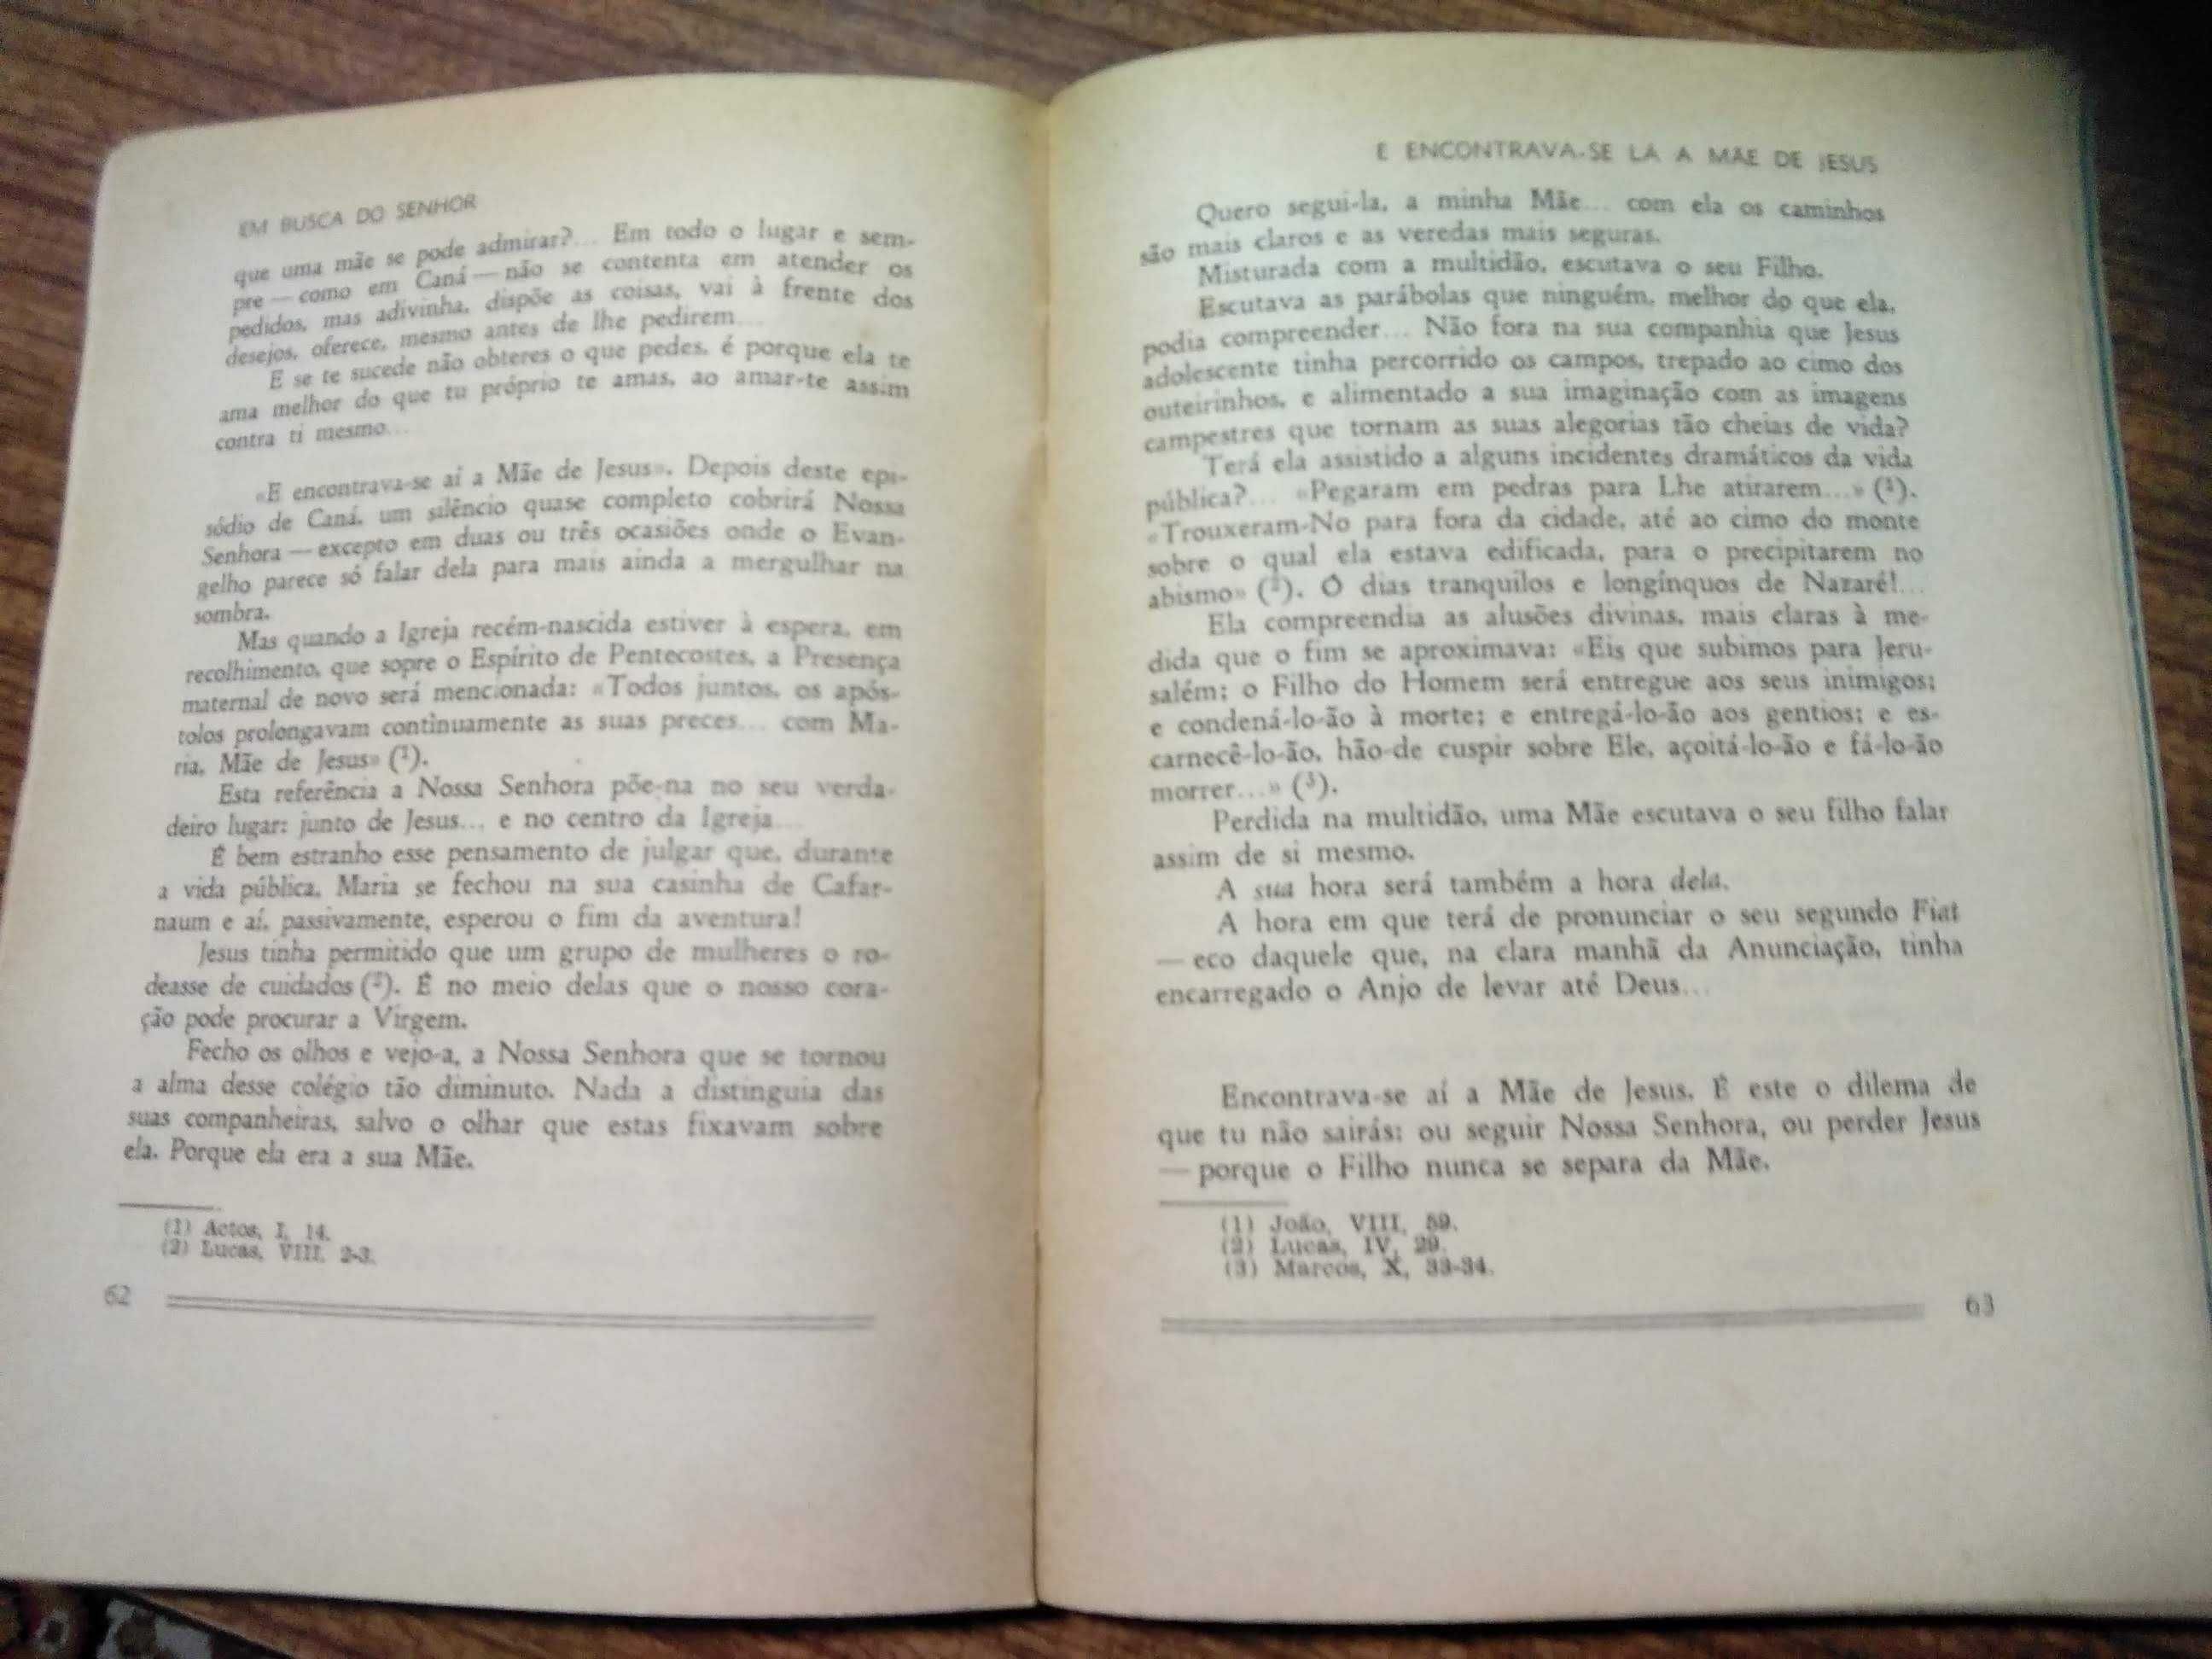 EM BUSCA DO SENHOR
que uma mãe se pode admirar?... Em todo o lugar e sem-
pre — como em Caná — não se contenta em atender os
pedidos, mas adivinha, dispõe as coisas, vai à frente dos
desejos, oferece, mesmo antes de lhe pedirem...
E se te sucede não obteres o que pedes, é porque ela te
ama melhor do que tu próprio te amas, ao amar-te assim
contra ti mesmo...
«E encontrava-se aí a Mãe de Jesus». Depois deste epi-
sódio de Caná, um silêncio quase completo cobrirá Nossa
Senhora — excepto em duas ou três ocasiões onde o Evan-
gelho parece só falar dela para mais ainda a mergulhar na
sombra.
Mas quando a Igreja recém-nascida estiver à espera, em
recolhimento, que sopre o Espírito de Pentecostes, a Presença
maternal de novo será mencionada: «Todos juntos, os após-
tolos prolongavam continuamente as suas preces... com Ma-
ria, Mãe de Jesus» (1).
Esta referência a Nossa Senhora põe-na no seu verda-
deiro lugar: junto de Jesus... e no centro da Igreja...
É bem estranho esse pensamento de julgar que, durante
a vida pública, Maria se fechou na sua casinha de Cafar-
naum e aí, passivamente, esperou o fim da aventura!
Jesus tinha permitido que um grupo de mulheres o ro-
deasse de cuidados (2). É no meio delas que o nosso cora-
ção pode procurar a Virgem.
Fecho os olhos e vejo-a, a Nossa Senhora que se tornou
a alma desse colégio tão diminuto. Nada a distinguia das
suas companheiras, salvo o olhar que estas fixavam sobre
ela. Porque ela era a sua Mãe.
(1) Actos, I, 14.
(2) Lucas, VIII, 2-3.
62
E ENCONTRAVA-SE LÁ A MÃE DE JESUS
Quero segui-la, a minha Mãe... com ela os caminhos
são mais claros e as veredas mais seguras.
Misturada com a multidão, escutava o seu Filho.
Escutava as parábolas que ninguém, melhor do que ela,
podia compreender... Não fora na sua companhia que Jesus
adolescente tinha percorrido os campos, trepado ao cimo dos
outeirinhos, e alimentado a sua imaginação com as imagens
campestres que tornam as suas alegorias tão cheias de vida?
Terá ela assistido a alguns incidentes dramáticos da vida
pública?... «Pegaram em pedras para Lhe atirarem...» (1).
«Trouxeram-No para fora da cidade, até ao cimo do monte
sobre o qual ela estava edificada, para o precipitarem no
abismo» (2). Ó dias tranquilos e longínquos de Nazaré!...
Ela compreendia as alusões divinas, mais claras à me-
dida que o fim se aproximava: «Eis que subimos para Jeru-
salém; o Filho do Homem será entregue aos seus inimigos;
e condená-lo-ão à morte; e entregá-lo-ão aos gentios; e es-
carnecê-lo-ão, hão-de cuspir sobre Ele, açoitá-lo-ão e fá-lo-ão
morrer...» (3).
Perdida na multidão, uma Mãe escutava o seu filho falar
assim de si mesmo.
A sua hora será também a hora dela.
A hora em que terá de pronunciar o seu segundo Fiat
— eco daquele que, na clara manhã da Anunciação, tinha
encarregado o Anjo de levar até Deus...
Encontrava-se aí a Mãe de Jesus. É este o dilema de
que tu não sairás: ou seguir Nossa Senhora, ou perder Jesus
— porque o Filho nunca se separa da Mãe.
(1) João, VIII, 59.
(2) Lucas, IV, 29.
(3) Marcos, X, 33-34.
63